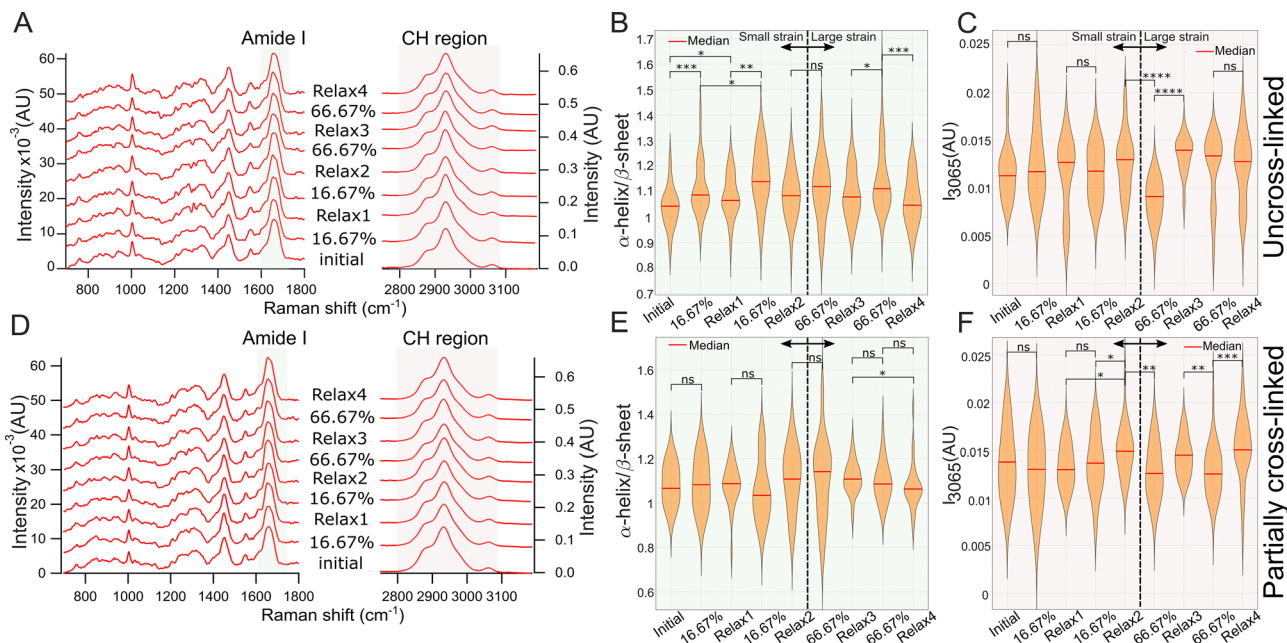 A
Amide I
CH region
60
50
40
30
20
10
0
Intensity x10⁻³(AU)
Relax4
66.67%
Relax3
66.67%
Relax2
16.67%
Relax1
16.67%
initial
0.6
0.5
0.4
0.3
0.2
0.1
0.0
Intensity (AU)
800 1000 1200 1400 1600 1800
2800 2900 3000 3100
Raman shift (cm⁻¹)
B
Median
Small strain
Large strain
1.7
1.6
1.5
1.4
1.3
1.2
1.1
1
0.9
0.8
0.7
α-helix/β-sheet
*
***
**
*
ns
*
***
Initial 16.67% Relax1 16.67% Relax2 66.67% Relax3 66.67% Relax4
C
Small strain
Large strain
Median
0.025
0.02
0.015
0.01
0.005
0
I3065(AU)
ns
ns
****
****
ns
Initial 16.67% Relax1 16.67% Relax2 66.67% Relax3 66.67% Relax4
Uncross-linked
D
Amide I
CH region
60
50
40
30
20
10
0
Intensity x10⁻³(AU)
Relax4
66.67%
Relax3
66.67%
Relax2
16.67%
Relax1
16.67%
initial
0.6
0.5
0.4
0.3
0.2
0.1
0.0
Intensity (AU)
800 1000 1200 1400 1600 1800
2800 2900 3000 3100
Raman shift (cm⁻¹)
E
Median
1.6
1.4
1.2
1
0.8
0.6
α-helix/β-sheet
ns
ns
ns
ns
ns
*
Initial 16.67% Relax1 16.67% Relax2 66.67% Relax3 66.67% Relax4
F
Median
0.025
0.02
0.015
0.01
0.005
0
I3065(AU)
ns
ns
*
*
**
**
***
Initial 16.67% Relax1 16.67% Relax2 66.67% Relax3 66.67% Relax4
Partially cross-linked